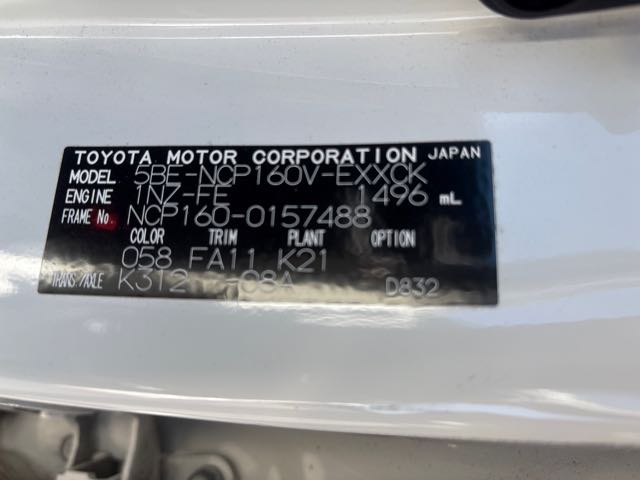 TOYOTA MOTOR CORPORATION JAPAN
MODEL 5BE-NCP160V-EXXCK
ENGINE 1NZ-FE 1496 mL
FRAME No. NCP160-0157488
COLOR TRIM PLANT OPTION
058 FA11 K21
TRANS./AXLE K312 -08A D832